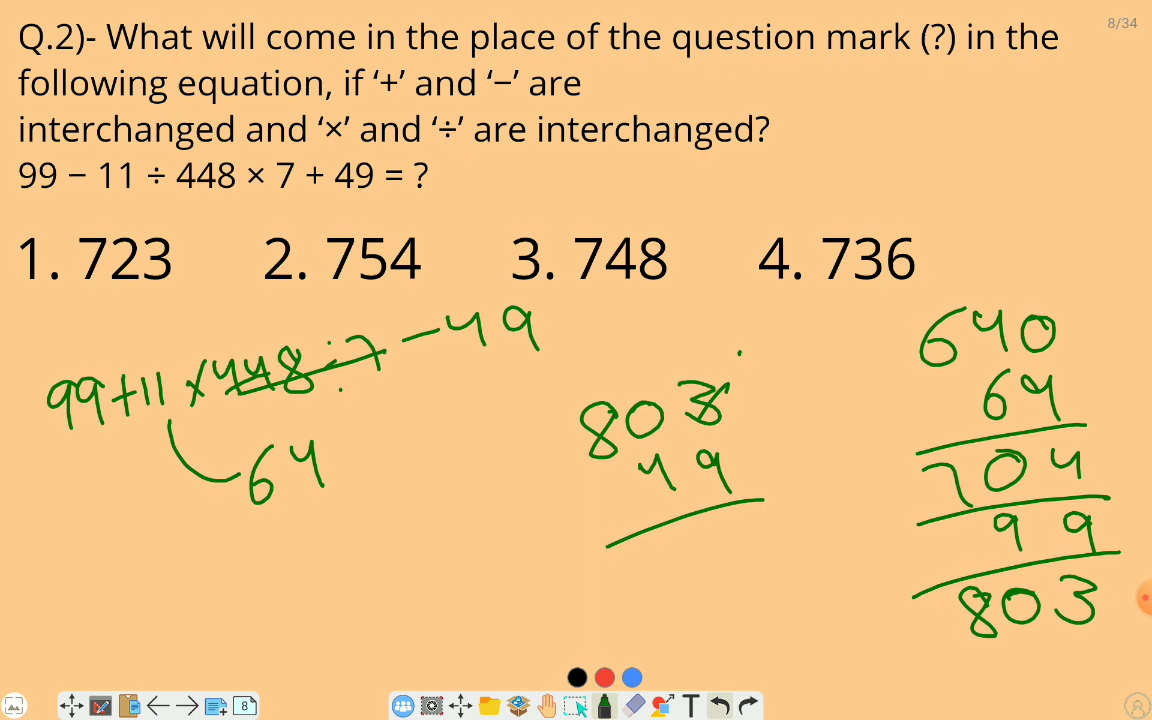 8/34
Q.2)- What will come in the place of the question mark (?) in the
following equation, if ‘+’ and ‘−’ are
interchanged and ‘×’ and ‘÷’ are interchanged?
99 − 11 ÷ 448 × 7 + 49 = ?
1. 723 2. 754 3. 748 4. 736
99+11 ×448÷7 −49
64
803
49
640
64
704
99
803
8
T